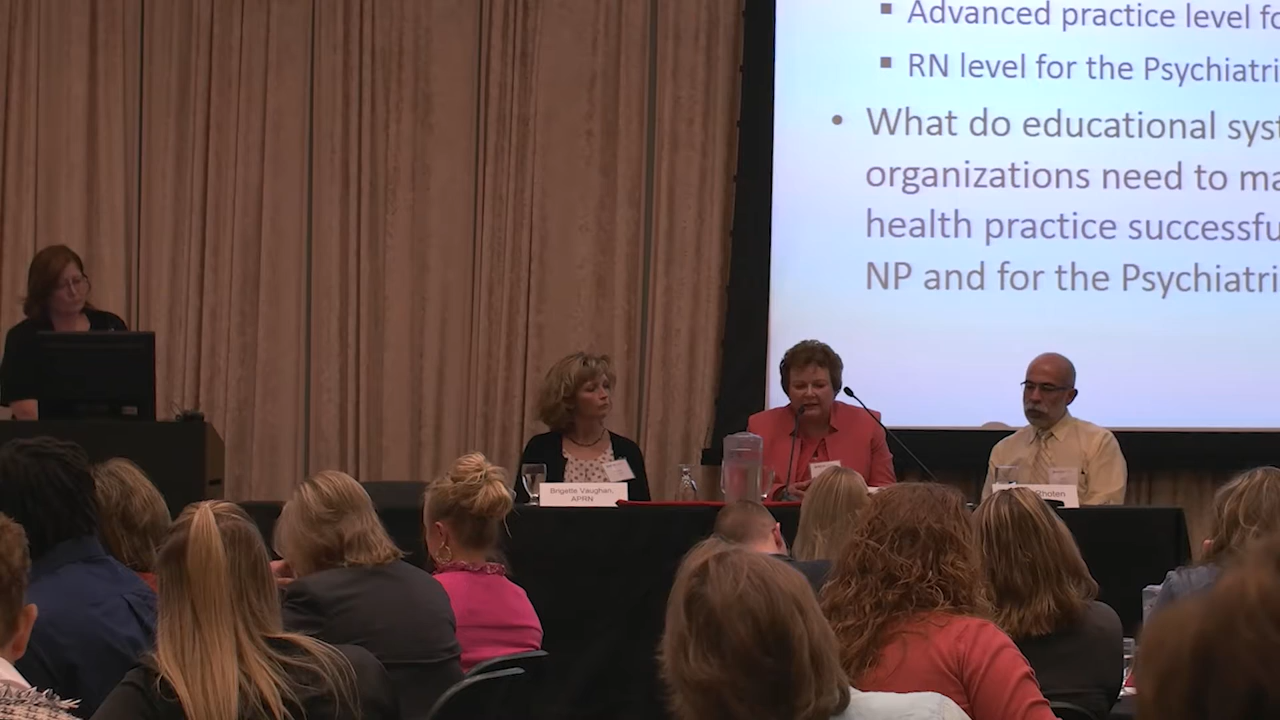 ▪ Advanced practice level fo
▪ RN level for the Psychiatri
• What do educational syst
organizations need to ma
health practice successfu
NP and for the Psychiatri
Brigette Vaughan,
APRN
Rhoten